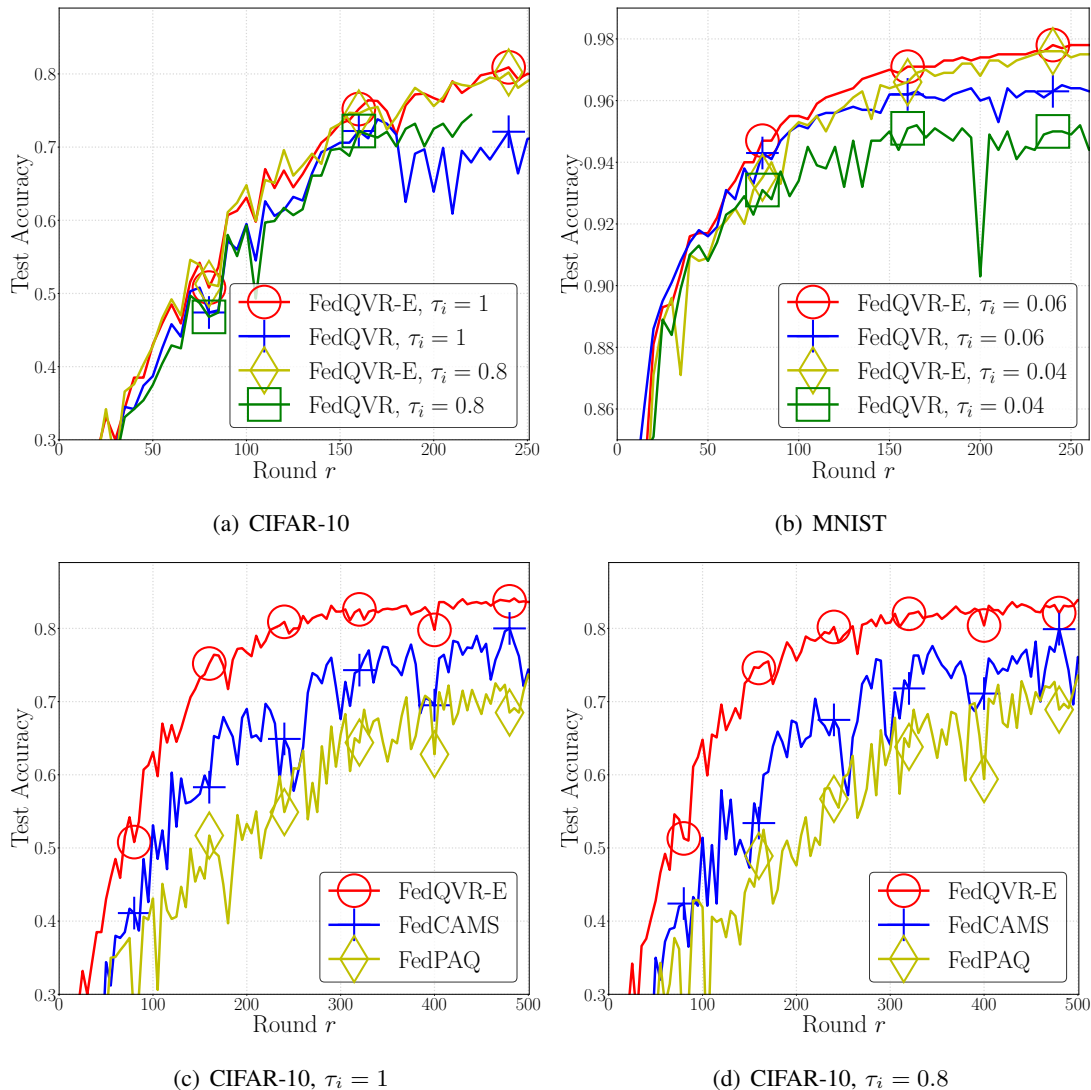 0.8
0.7
0.6
0.5
0.4
0.3
Test Accuracy
50
100
150
200
250
Round r
FedQVR-E, τᵢ = 1
FedQVR, τᵢ = 1
FedQVR-E, τᵢ = 0.8
FedQVR, τᵢ = 0.8
(a) CIFAR-10
0.98
0.96
0.94
0.92
0.90
0.88
0.86
Test Accuracy
0
50
100
150
200
250
Round r
FedQVR-E, τᵢ = 0.06
FedQVR, τᵢ = 0.06
FedQVR-E, τᵢ = 0.04
FedQVR, τᵢ = 0.04
(b) MNIST
0.8
0.7
0.6
0.5
0.4
0.3
Test Accuracy
0
100
200
300
400
500
Round r
FedQVR-E
FedCAMS
FedPAQ
(c) CIFAR-10, τᵢ = 1
0.8
0.7
0.6
0.5
0.4
0.3
Test Accuracy
0
100
200
300
400
500
Round r
FedQVR-E
FedCAMS
FedPAQ
(d) CIFAR-10, τᵢ = 0.8